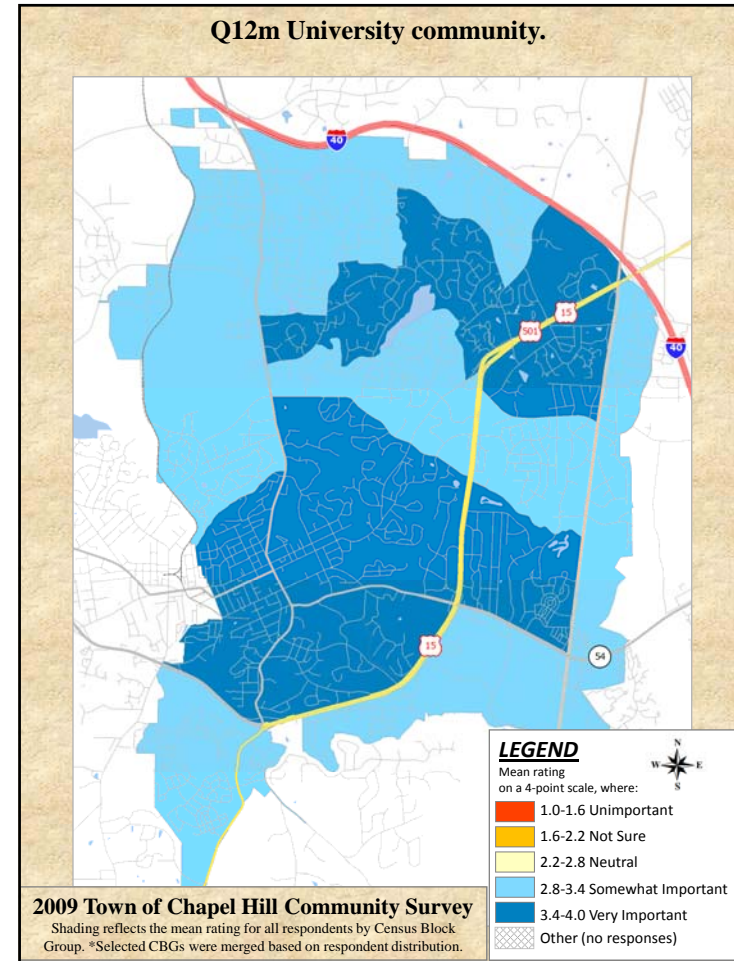 Q12m University community.
40
15
501
40
15
54
LEGEND
N
W E
S
Mean rating
on a 4-point scale, where:
1.0-1.6 Unimportant
1.6-2.2 Not Sure
2.2-2.8 Neutral
2.8-3.4 Somewhat Important
3.4-4.0 Very Important
Other (no responses)
2009 Town of Chapel Hill Community Survey
Shading reflects the mean rating for all respondents by Census Block
Group. *Selected CBGs were merged based on respondent distribution.